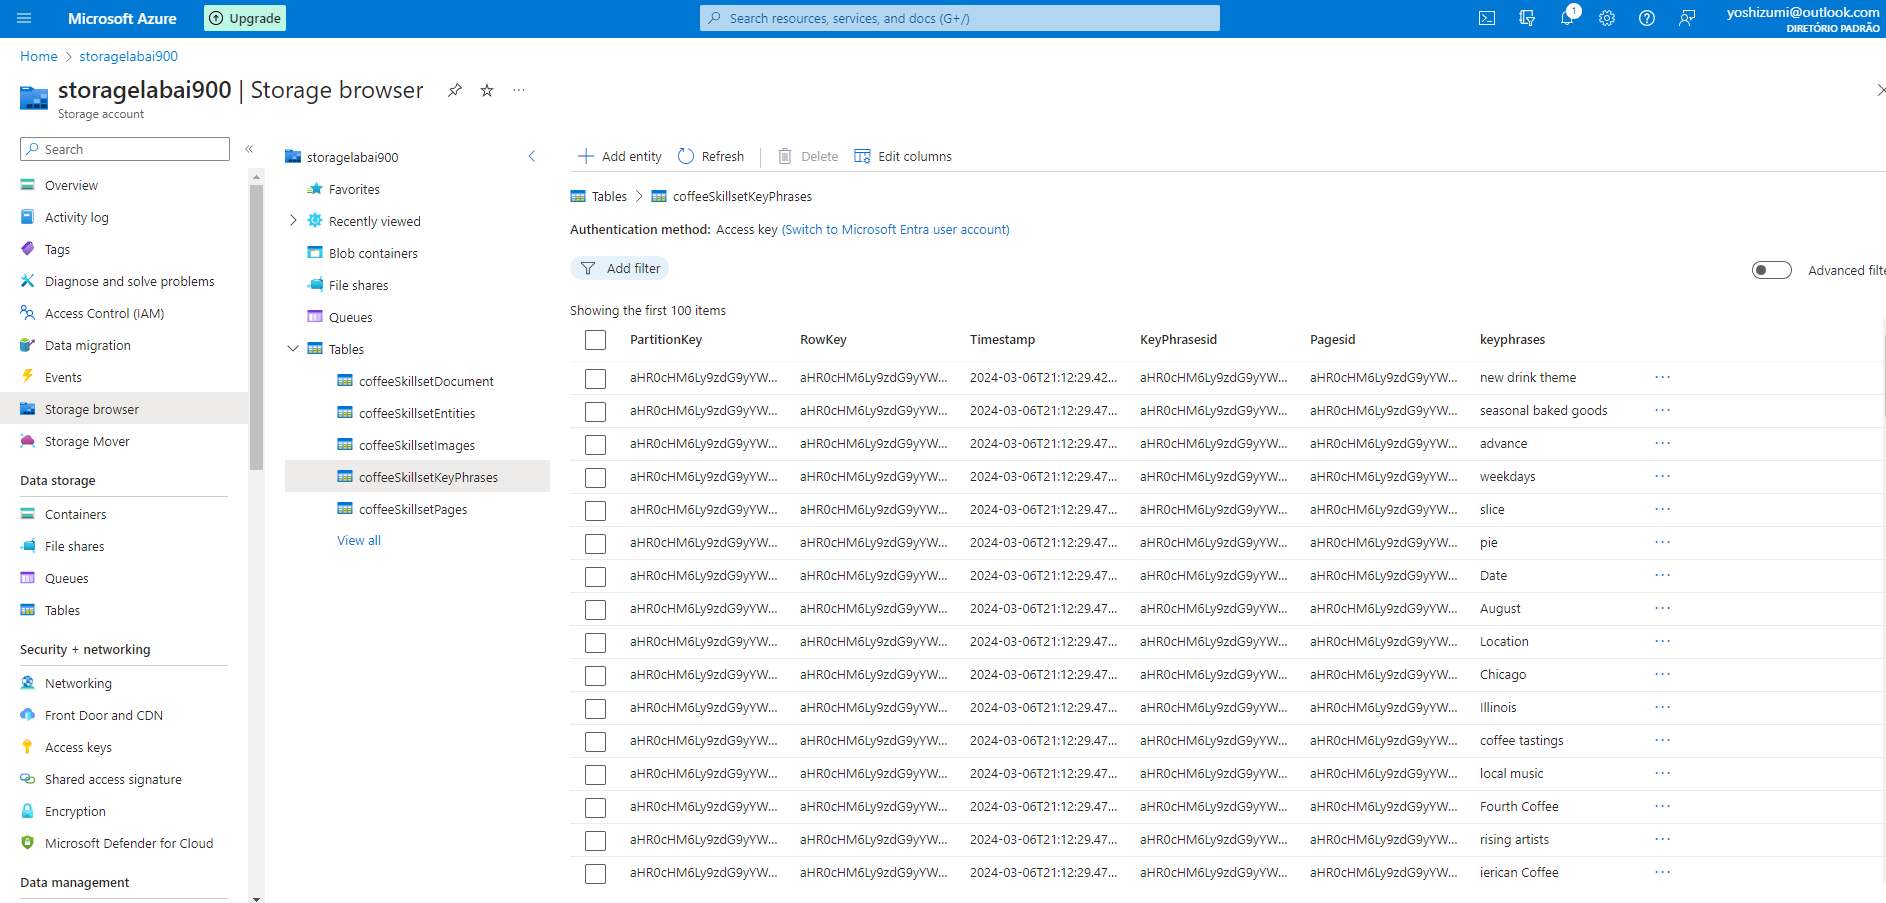 Microsoft Azure
Upgrade
Search resources, services, and docs (G+/)
1
yoshizumi@outlook.com
DIRETÓRIO PADRÃO
Home > storagelabai900
storagelabai900 | Storage browser
Storage account
Search
Overview
Activity log
Tags
Diagnose and solve problems
Access Control (IAM)
Data migration
Events
Storage browser
Storage Mover
Data storage
Containers
File shares
Queues
Tables
Security + networking
Networking
Front Door and CDN
Access keys
Shared access signature
Encryption
Microsoft Defender for Cloud
Data management
storagelabai900
Favorites
Recently viewed
Blob containers
File shares
Queues
Tables
coffeeSkillsetDocument
coffeeSkillsetEntities
coffeeSkillsetImages
coffeeSkillsetKeyPhrases
coffeeSkillsetPages
View all
Add entity Refresh Delete Edit columns
Tables > coffeeSkillsetKeyPhrases
Authentication method: Access key (Switch to Microsoft Entra user account)
Add filter
Advanced filte
Showing the first 100 items
PartitionKey RowKey Timestamp KeyPhrasesid Pagesid keyphrases
aHR0cHM6Ly9zdG9yYW... aHR0cHM6Ly9zdG9yYW... 2024-03-06T21:12:29.42... aHR0cHM6Ly9zdG9yYW... aHR0cHM6Ly9zdG9yYW... new drink theme
aHR0cHM6Ly9zdG9yYW... aHR0cHM6Ly9zdG9yYW... 2024-03-06T21:12:29.47... aHR0cHM6Ly9zdG9yYW... aHR0cHM6Ly9zdG9yYW... seasonal baked goods
aHR0cHM6Ly9zdG9yYW... aHR0cHM6Ly9zdG9yYW... 2024-03-06T21:12:29.47... aHR0cHM6Ly9zdG9yYW... aHR0cHM6Ly9zdG9yYW... advance
aHR0cHM6Ly9zdG9yYW... aHR0cHM6Ly9zdG9yYW... 2024-03-06T21:12:29.47... aHR0cHM6Ly9zdG9yYW... aHR0cHM6Ly9zdG9yYW... weekdays
aHR0cHM6Ly9zdG9yYW... aHR0cHM6Ly9zdG9yYW... 2024-03-06T21:12:29.47... aHR0cHM6Ly9zdG9yYW... aHR0cHM6Ly9zdG9yYW... slice
aHR0cHM6Ly9zdG9yYW... aHR0cHM6Ly9zdG9yYW... 2024-03-06T21:12:29.47... aHR0cHM6Ly9zdG9yYW... aHR0cHM6Ly9zdG9yYW... pie
aHR0cHM6Ly9zdG9yYW... aHR0cHM6Ly9zdG9yYW... 2024-03-06T21:12:29.47... aHR0cHM6Ly9zdG9yYW... aHR0cHM6Ly9zdG9yYW... Date
aHR0cHM6Ly9zdG9yYW... aHR0cHM6Ly9zdG9yYW... 2024-03-06T21:12:29.47... aHR0cHM6Ly9zdG9yYW... aHR0cHM6Ly9zdG9yYW... August
aHR0cHM6Ly9zdG9yYW... aHR0cHM6Ly9zdG9yYW... 2024-03-06T21:12:29.47... aHR0cHM6Ly9zdG9yYW... aHR0cHM6Ly9zdG9yYW... Location
aHR0cHM6Ly9zdG9yYW... aHR0cHM6Ly9zdG9yYW... 2024-03-06T21:12:29.47... aHR0cHM6Ly9zdG9yYW... aHR0cHM6Ly9zdG9yYW... Chicago
aHR0cHM6Ly9zdG9yYW... aHR0cHM6Ly9zdG9yYW... 2024-03-06T21:12:29.47... aHR0cHM6Ly9zdG9yYW... aHR0cHM6Ly9zdG9yYW... Illinois
aHR0cHM6Ly9zdG9yYW... aHR0cHM6Ly9zdG9yYW... 2024-03-06T21:12:29.47... aHR0cHM6Ly9zdG9yYW... aHR0cHM6Ly9zdG9yYW... coffee tastings
aHR0cHM6Ly9zdG9yYW... aHR0cHM6Ly9zdG9yYW... 2024-03-06T21:12:29.47... aHR0cHM6Ly9zdG9yYW... aHR0cHM6Ly9zdG9yYW... local music
aHR0cHM6Ly9zdG9yYW... aHR0cHM6Ly9zdG9yYW... 2024-03-06T21:12:29.47... aHR0cHM6Ly9zdG9yYW... aHR0cHM6Ly9zdG9yYW... Fourth Coffee
aHR0cHM6Ly9zdG9yYW... aHR0cHM6Ly9zdG9yYW... 2024-03-06T21:12:29.47... aHR0cHM6Ly9zdG9yYW... aHR0cHM6Ly9zdG9yYW... rising artists
aHR0cHM6Ly9zdG9yYW... aHR0cHM6Ly9zdG9yYW... 2024-03-06T21:12:29.47... aHR0cHM6Ly9zdG9yYW... aHR0cHM6Ly9zdG9yYW... ierican Coffee